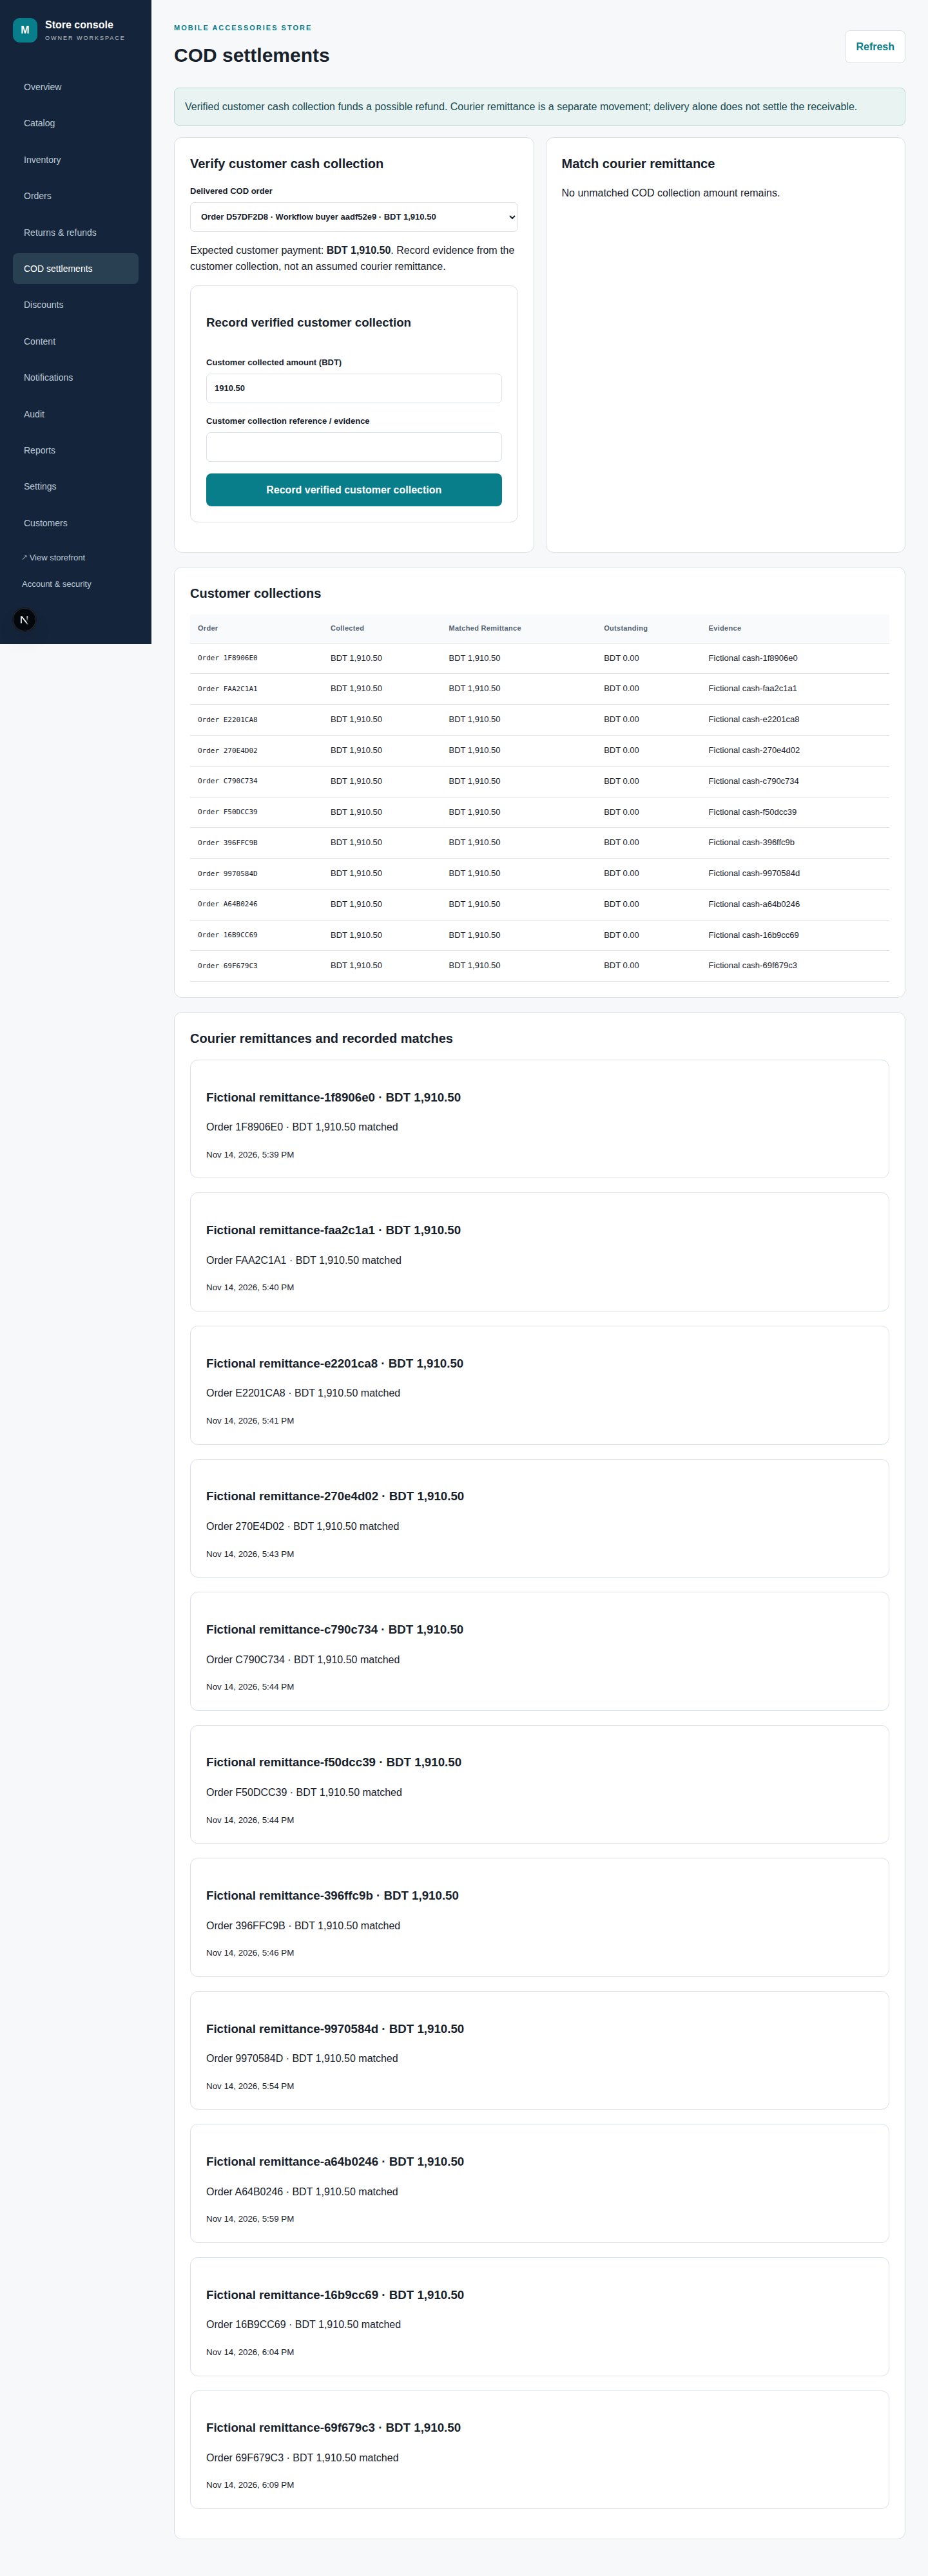 M
Store console
OWNER WORKSPACE
Overview
Catalog
Inventory
Orders
Returns & refunds
COD settlements
Discounts
Content
Notifications
Audit
Reports
Settings
Customers
↗ View storefront
Account & security
N
MOBILE ACCESSORIES STORE
COD settlements
Refresh
Verified customer cash collection funds a possible refund. Courier remittance is a separate movement; delivery alone does not settle the receivable.
Verify customer cash collection
Delivered COD order
Order D57DF2D8 · Workflow buyer aadf52e9 · BDT 1,910.50
Expected customer payment: BDT 1,910.50. Record evidence from the
customer collection, not an assumed courier remittance.
Record verified customer collection
Customer collected amount (BDT)
1910.50
Customer collection reference / evidence
Record verified customer collection
Match courier remittance
No unmatched COD collection amount remains.
Customer collections
Order Collected Matched Remittance Outstanding Evidence
Order 1F8906E0 BDT 1,910.50 BDT 1,910.50 BDT 0.00 Fictional cash-1f8906e0
Order FAA2C1A1 BDT 1,910.50 BDT 1,910.50 BDT 0.00 Fictional cash-faa2c1a1
Order E2201CA8 BDT 1,910.50 BDT 1,910.50 BDT 0.00 Fictional cash-e2201ca8
Order 270E4D02 BDT 1,910.50 BDT 1,910.50 BDT 0.00 Fictional cash-270e4d02
Order C790C734 BDT 1,910.50 BDT 1,910.50 BDT 0.00 Fictional cash-c790c734
Order F50DCC39 BDT 1,910.50 BDT 1,910.50 BDT 0.00 Fictional cash-f50dcc39
Order 396FFC9B BDT 1,910.50 BDT 1,910.50 BDT 0.00 Fictional cash-396ffc9b
Order 9970584D BDT 1,910.50 BDT 1,910.50 BDT 0.00 Fictional cash-9970584d
Order A64B0246 BDT 1,910.50 BDT 1,910.50 BDT 0.00 Fictional cash-a64b0246
Order 16B9CC69 BDT 1,910.50 BDT 1,910.50 BDT 0.00 Fictional cash-16b9cc69
Order 69F679C3 BDT 1,910.50 BDT 1,910.50 BDT 0.00 Fictional cash-69f679c3
Courier remittances and recorded matches
Fictional remittance-1f8906e0 · BDT 1,910.50
Order 1F8906E0 · BDT 1,910.50 matched
Nov 14, 2026, 5:39 PM
Fictional remittance-faa2c1a1 · BDT 1,910.50
Order FAA2C1A1 · BDT 1,910.50 matched
Nov 14, 2026, 5:40 PM
Fictional remittance-e2201ca8 · BDT 1,910.50
Order E2201CA8 · BDT 1,910.50 matched
Nov 14, 2026, 5:41 PM
Fictional remittance-270e4d02 · BDT 1,910.50
Order 270E4D02 · BDT 1,910.50 matched
Nov 14, 2026, 5:43 PM
Fictional remittance-c790c734 · BDT 1,910.50
Order C790C734 · BDT 1,910.50 matched
Nov 14, 2026, 5:44 PM
Fictional remittance-f50dcc39 · BDT 1,910.50
Order F50DCC39 · BDT 1,910.50 matched
Nov 14, 2026, 5:44 PM
Fictional remittance-396ffc9b · BDT 1,910.50
Order 396FFC9B · BDT 1,910.50 matched
Nov 14, 2026, 5:46 PM
Fictional remittance-9970584d · BDT 1,910.50
Order 9970584D · BDT 1,910.50 matched
Nov 14, 2026, 5:54 PM
Fictional remittance-a64b0246 · BDT 1,910.50
Order A64B0246 · BDT 1,910.50 matched
Nov 14, 2026, 5:59 PM
Fictional remittance-16b9cc69 · BDT 1,910.50
Order 16B9CC69 · BDT 1,910.50 matched
Nov 14, 2026, 6:04 PM
Fictional remittance-69f679c3 · BDT 1,910.50
Order 69F679C3 · BDT 1,910.50 matched
Nov 14, 2026, 6:09 PM